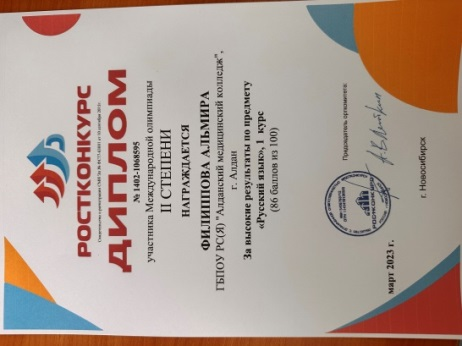 РОСТКОНКУРС
ДИПЛОМ
№ 1402-1068595
участника Международной олимпиады
II СТЕПЕНИ
НАГРАЖДАЕТСЯ
ФИЛИППОВА АЛЬМИРА
ГБПОУ РС(Я) "Алданский медицинский колледж",
г. Алдан
За высокие результаты по предмету
«Русский язык», 1 курс
(86 баллов из 100)
Председатель оргкомитета:
РОСТКОНКУРС
г. Новосибирск
март 2023 г.